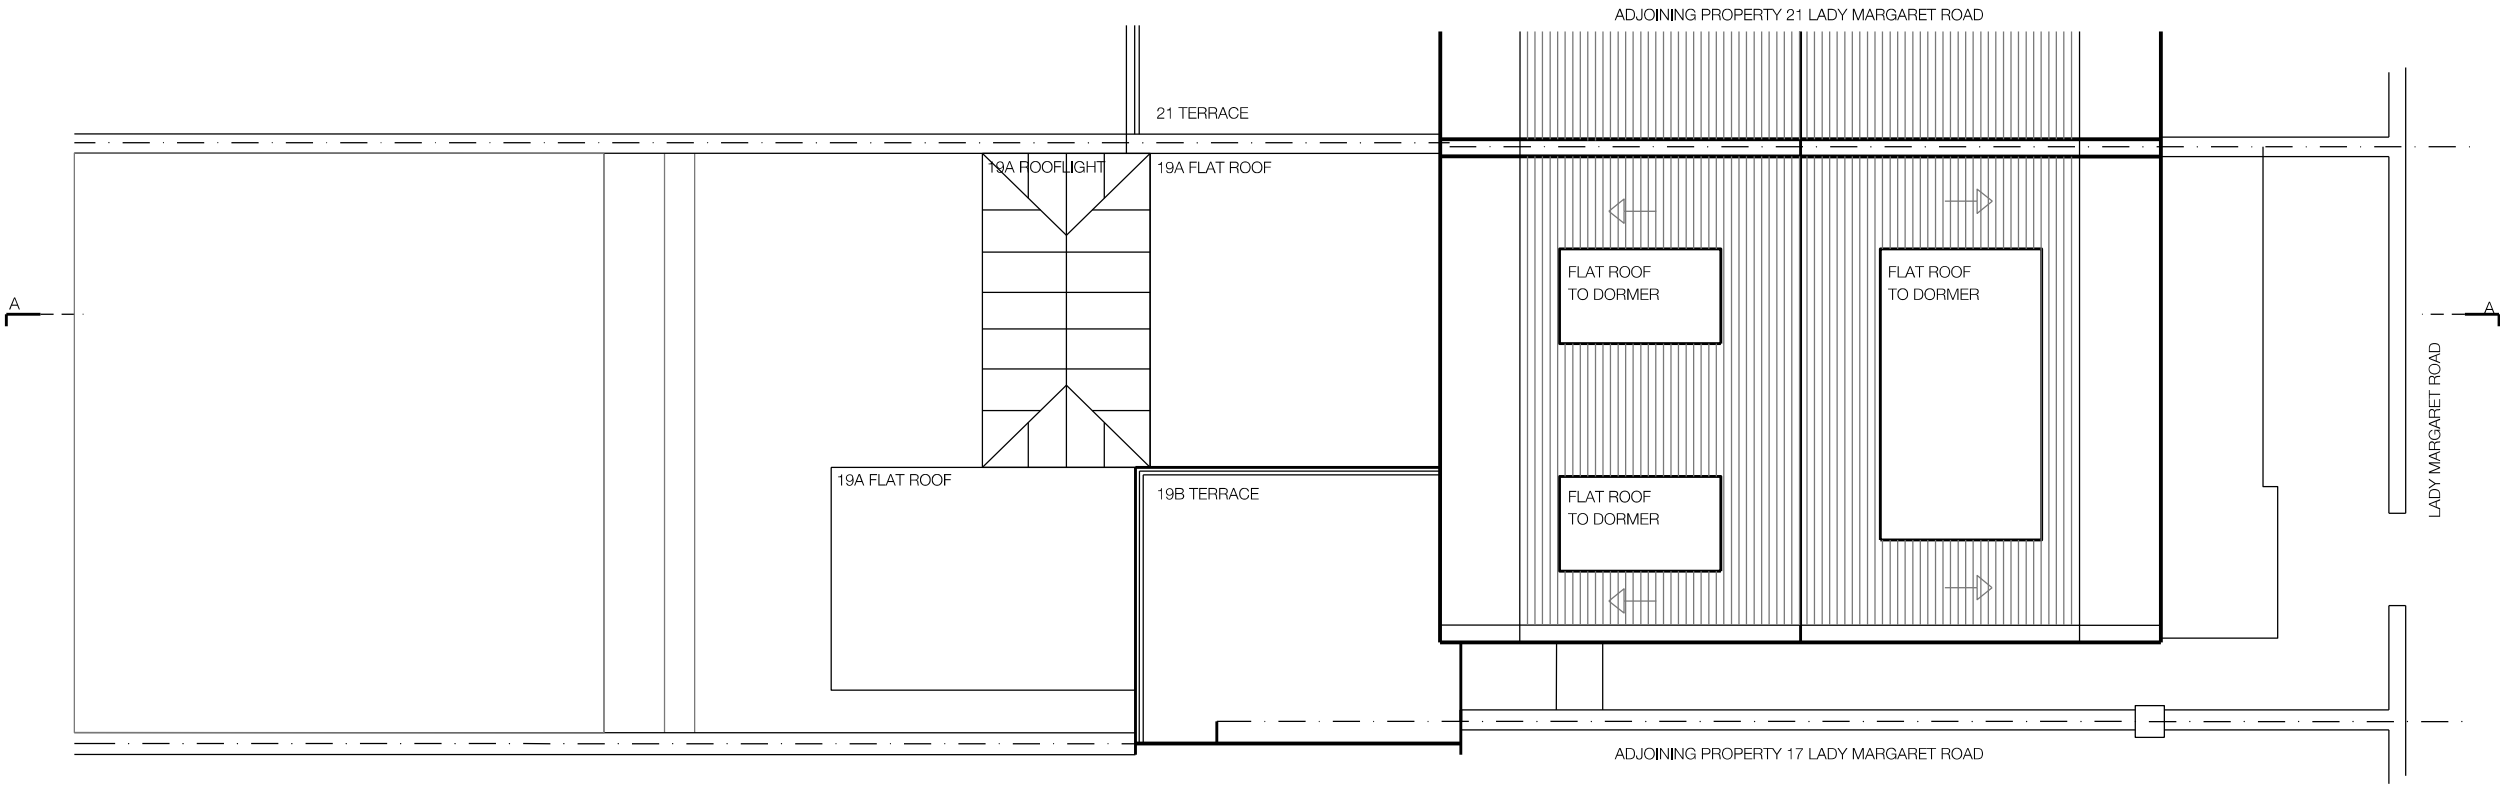 ADJOINING PROPERTY 21 LADY MARGARET ROAD
21 TERRACE
19A ROOFLIGHT
19A FLAT ROOF
FLAT ROOF
TO DORMER
FLAT ROOF
TO DORMER
A
A
LADY MARGARET ROAD
19A FLAT ROOF
19B TERRACE
FLAT ROOF
TO DORMER
ADJOINING PROPERTY 17 LADY MARGARET ROAD